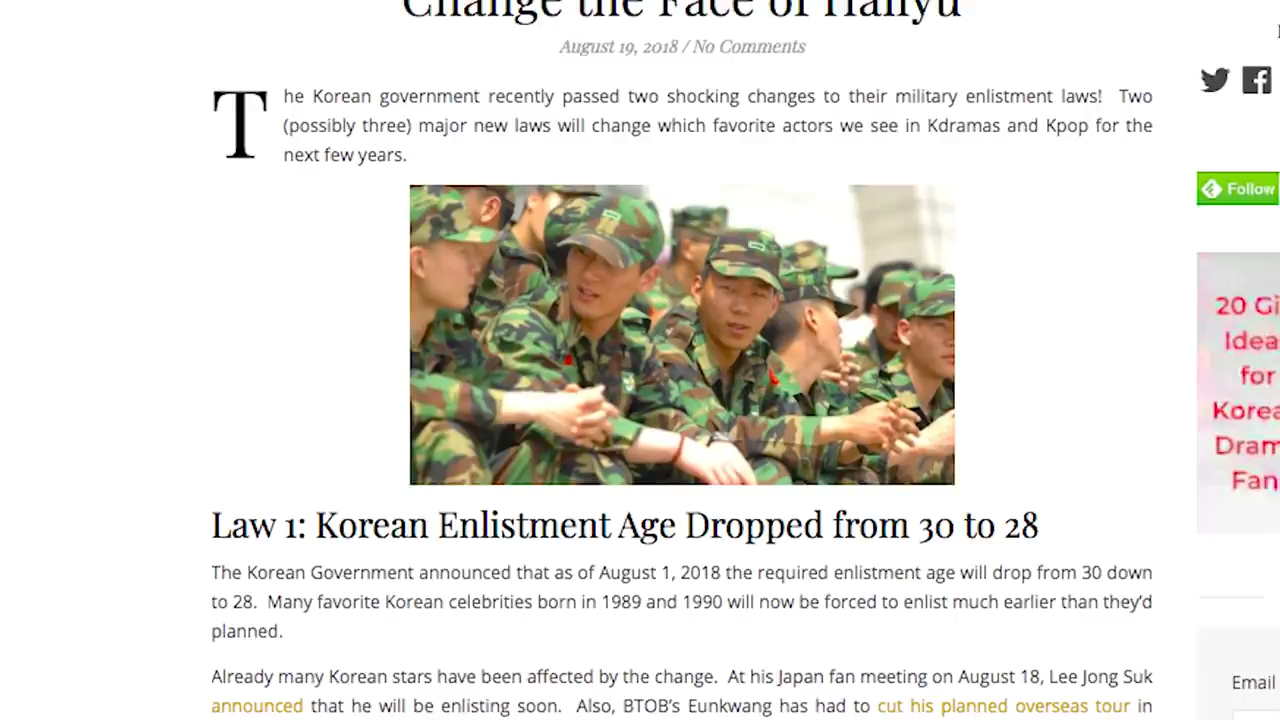 Change the Face of Hallyu
August 19, 2018 / No Comments
The Korean government recently passed two shocking changes to their military enlistment laws! Two
(possibly three) major new laws will change which favorite actors we see in Kdramas and Kpop for the
next few years.
Law 1: Korean Enlistment Age Dropped from 30 to 28
The Korean Government announced that as of August 1, 2018 the required enlistment age will drop from 30 down
to 28. Many favorite Korean celebrities born in 1989 and 1990 will now be forced to enlist much earlier than they'd
planned.
Already many Korean stars have been affected by the change. At his Japan fan meeting on August 18, Lee Jong Suk
announced that he will be enlisting soon. Also, BTOB's Eunkwang has had to cut his planned overseas tour in
Follow
20 Gi
Idea
for
Korea
Dram
Fan
Email